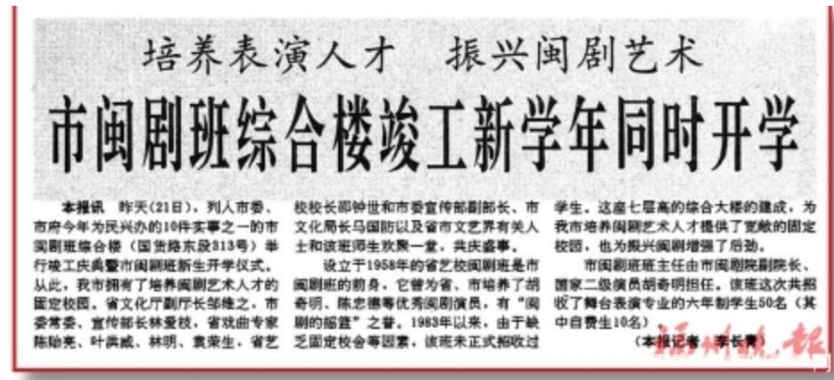 培养表演人才 振兴闽剧艺术
市闽剧班综合楼竣工新学年同时开学
本报讯 昨天(21日),列入市委、
市府今年为民兴办的10件实事之一的市
闽剧班综合楼(国货路东段313号)举
行竣工庆典暨市闽剧班新生开学仪式。
从此,我市拥有了培养闽剧艺术人才的
固定校园。省文化厅副厅长邹维之,市
委常委、宣传部长林爱枝,省戏曲专家
陈贻亮、叶洪威、林明、袁荣生,省艺
校校长邵钟世和市委宣传部副部长、市
文化局长马国防以及省市文艺界有关人
士和该班师生欢聚一堂,共庆盛事。
设立于1958年的省艺校闽剧班是市
闽剧班的前身,它曾为省、市培养了胡
奇明、陈忠德等优秀闽剧演员,有“闽
剧的摇篮”之誉。1983年以来,由于缺
乏固定校舍等因素,该班未正式招收过
学生。这座七层高的综合大楼的建成,为
我市培养闽剧艺术人才提供了宽敞的固定
校园,也为振兴闽剧增强了后劲。
市闽剧班班主任由市闽剧院副院长、
国家二级演员胡奇明担任。该班这次共招
收了舞台表演专业的六年制学生50名(其
中自费生10名)。
(本报记者 李长青)
福州晚报